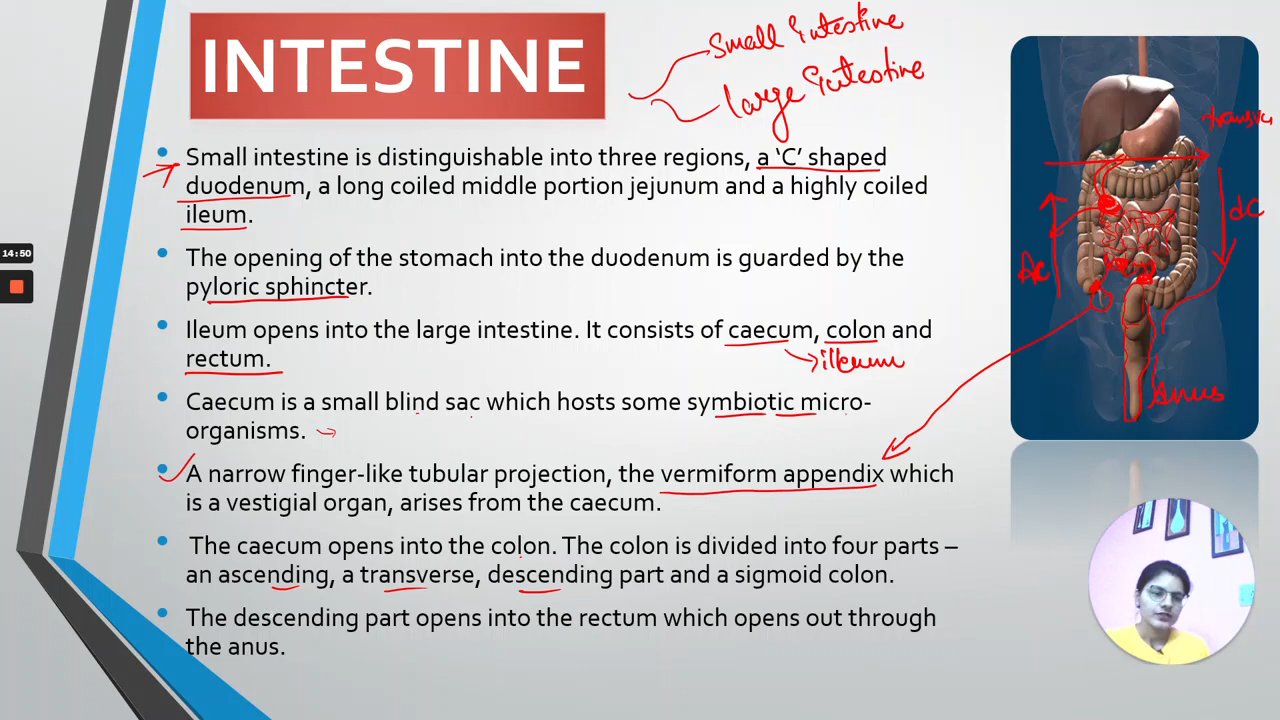 INTESTINE
Small intestine
large intestine
• Small intestine is distinguishable into three regions, a ‘C’ shaped
duodenum, a long coiled middle portion jejunum and a highly coiled
ileum.
• The opening of the stomach into the duodenum is guarded by the
pyloric sphincter.
• Ileum opens into the large intestine. It consists of caecum, colon and
rectum.
illeum
• Caecum is a small blind sac which hosts some symbiotic micro-
organisms.
• A narrow finger-like tubular projection, the vermiform appendix which
is a vestigial organ, arises from the caecum.
• The caecum opens into the colon. The colon is divided into four parts –
an ascending, a transverse, descending part and a sigmoid colon.
• The descending part opens into the rectum which opens out through
the anus.
14:50
dC
AC
Anus